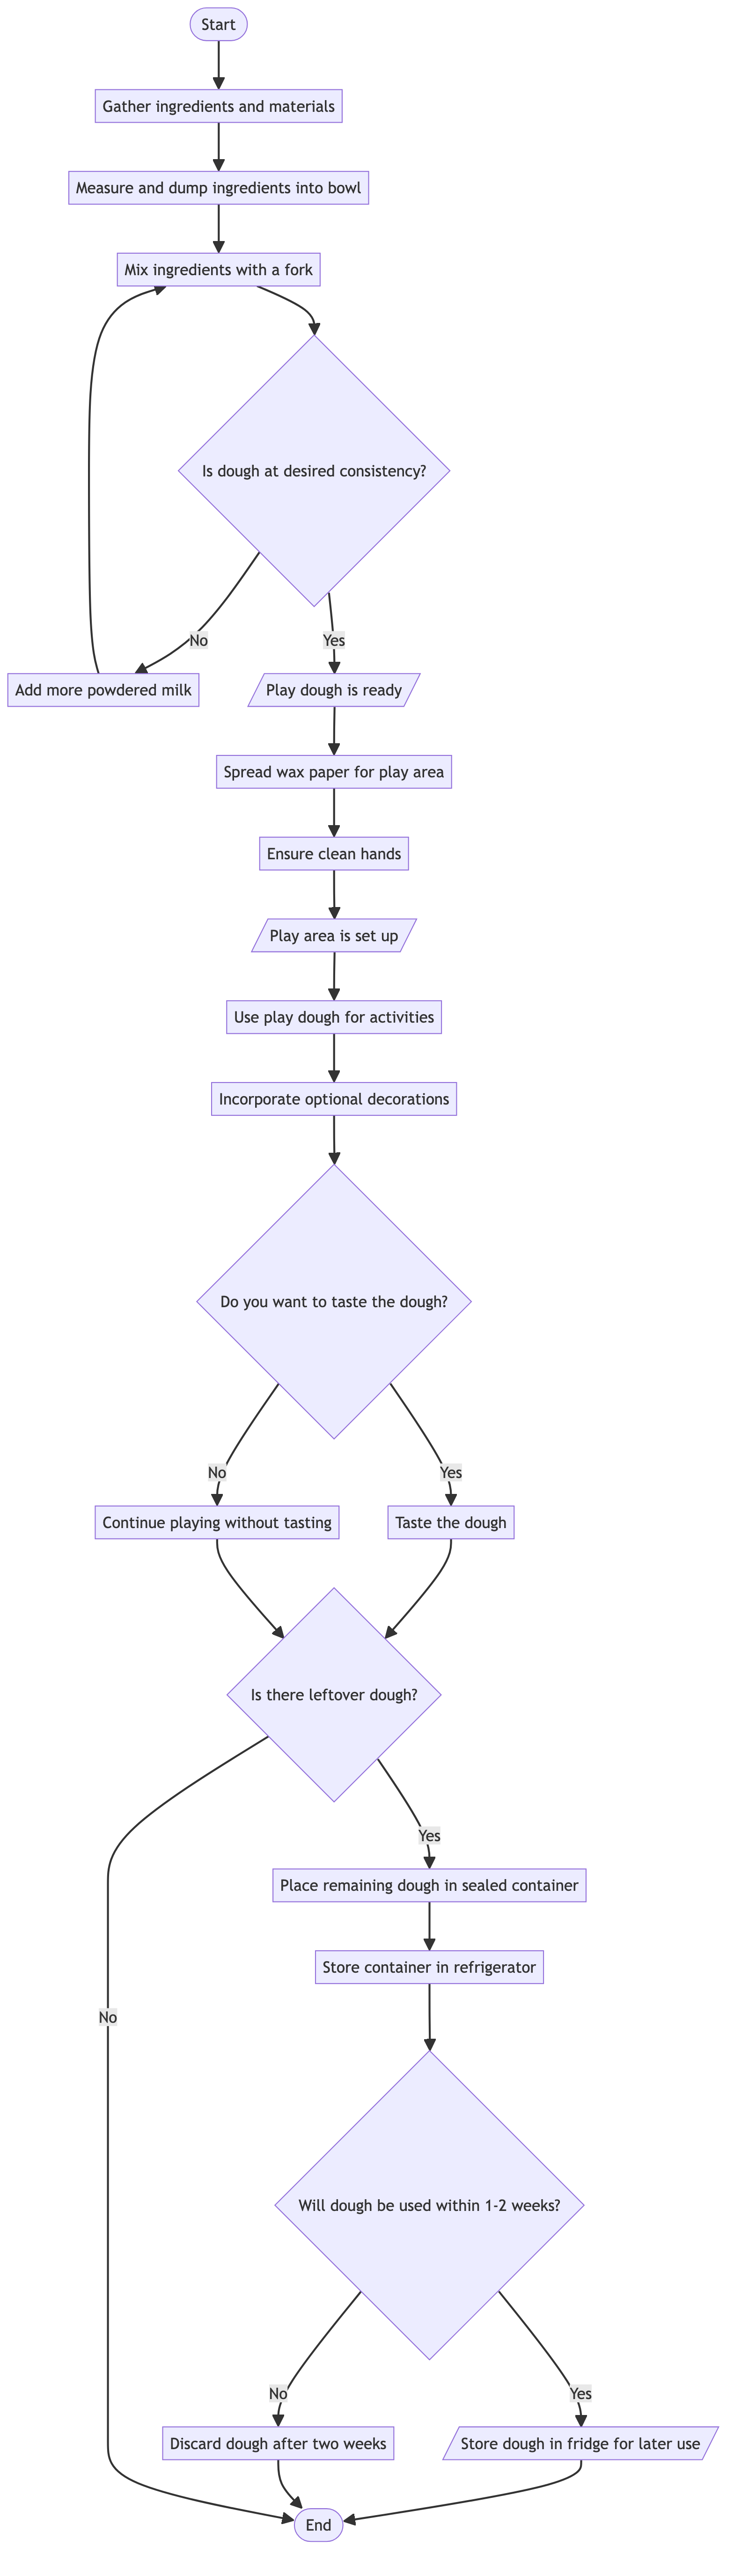 Start
Gather ingredients and materials
Measure and dump ingredients into bowl
Mix ingredients with a fork
Is dough at desired consistency?
No
Yes
Add more powdered milk
Play dough is ready
Spread wax paper for play area
Ensure clean hands
Play area is set up
Use play dough for activities
Incorporate optional decorations
Do you want to taste the dough?
No
Yes
Continue playing without tasting
Taste the dough
Is there leftover dough?
Yes
Place remaining dough in sealed container
Store container in refrigerator
No
Will dough be used within 1-2 weeks?
No
Yes
Discard dough after two weeks
Store dough in fridge for later use
End